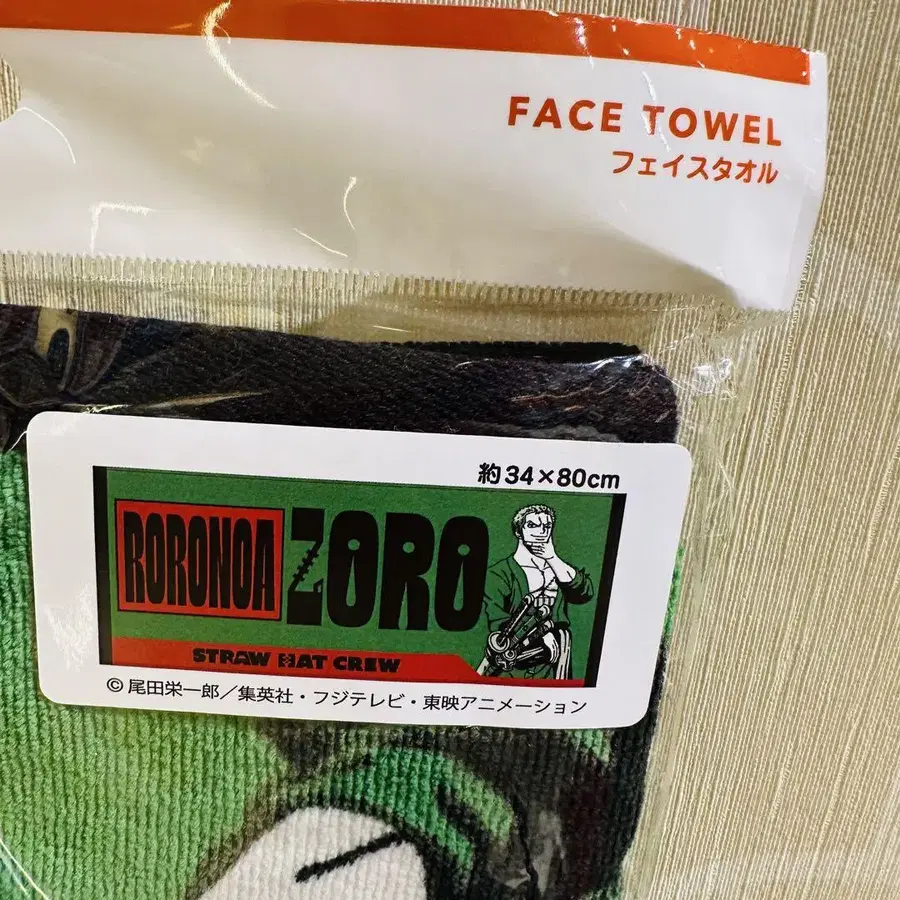 FACE TOWEL
フェイスタオル
約34×80cm
RORONOA ZORO
STRAW HAT CREW
©尾田栄一郎／集英社・フジテレビ・東映アニメーション